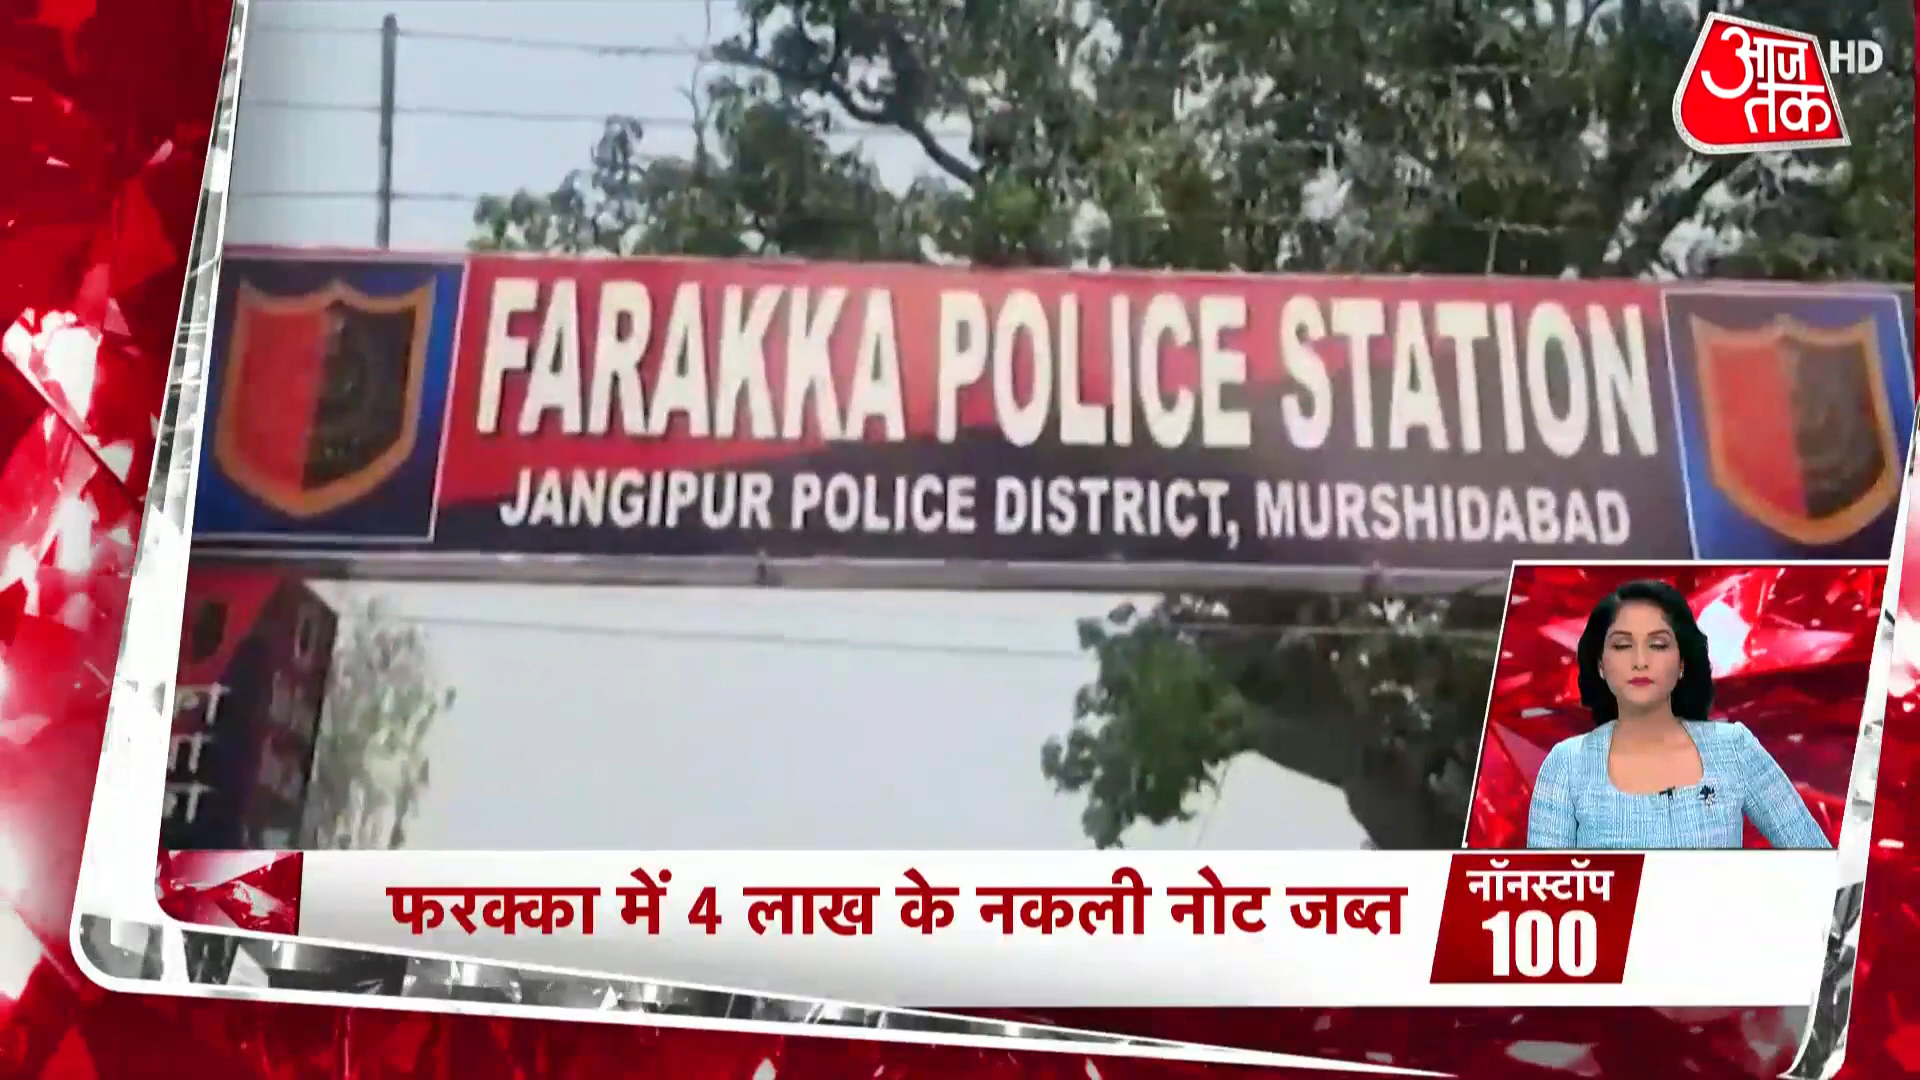 आज तक HD
FARAKKA POLICE STATION
JANGIPUR POLICE DISTRICT, MURSHIDABAD
फरक्का में 4 लाख के नकली नोट जब्त
नॉनस्टॉप
100